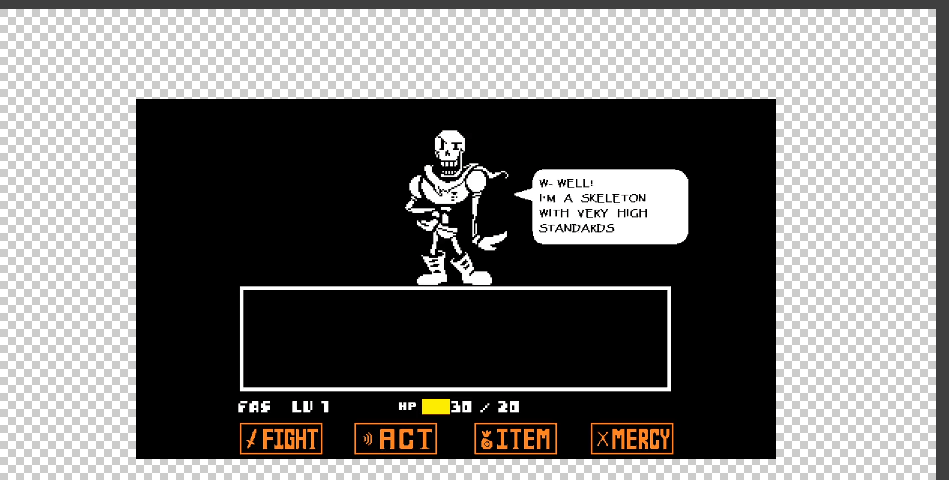 W- WELL!
I'M A SKELETON
WITH VERY HIGH
STANDARDS
FAS LV 1 HP 30 / 20
FIGHT ACT ITEM MERCY